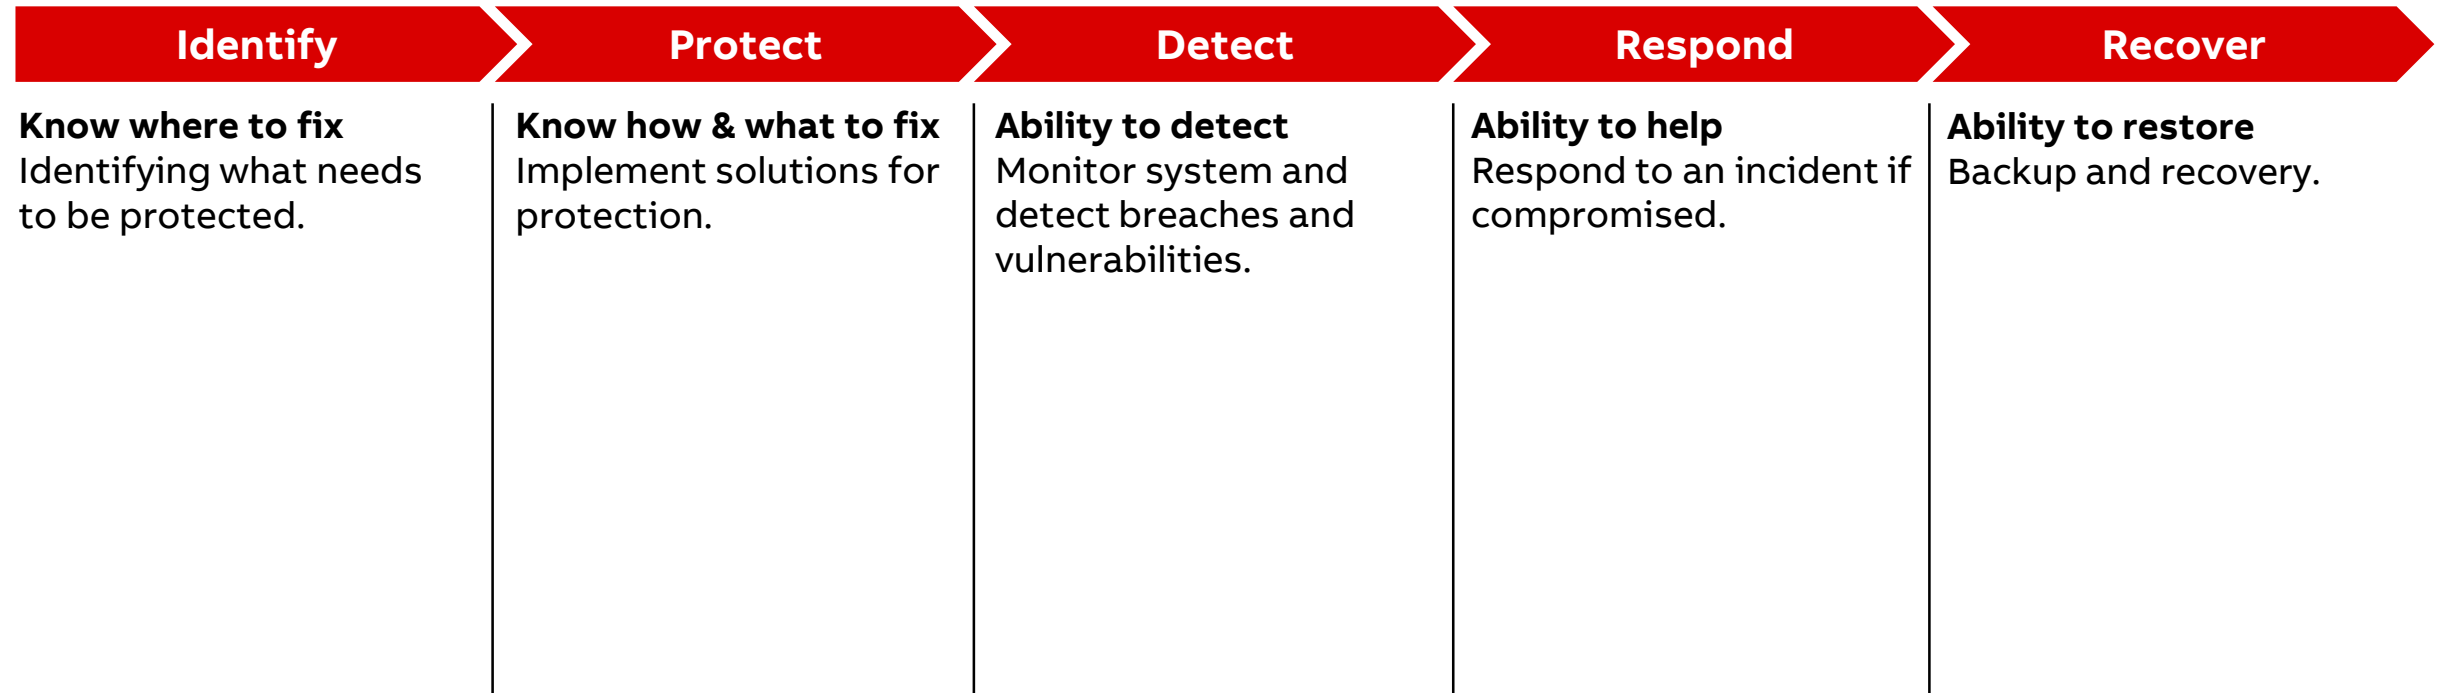 Identify
Protect
Detect
Respond
Recover
Know where to fix
Identifying what needs
to be protected.
Know how & what to fix
Implement solutions for
protection.
Ability to detect
Monitor system and
detect breaches and
vulnerabilities.
Ability to help
Respond to an incident if
compromised.
Ability to restore
Backup and recovery.